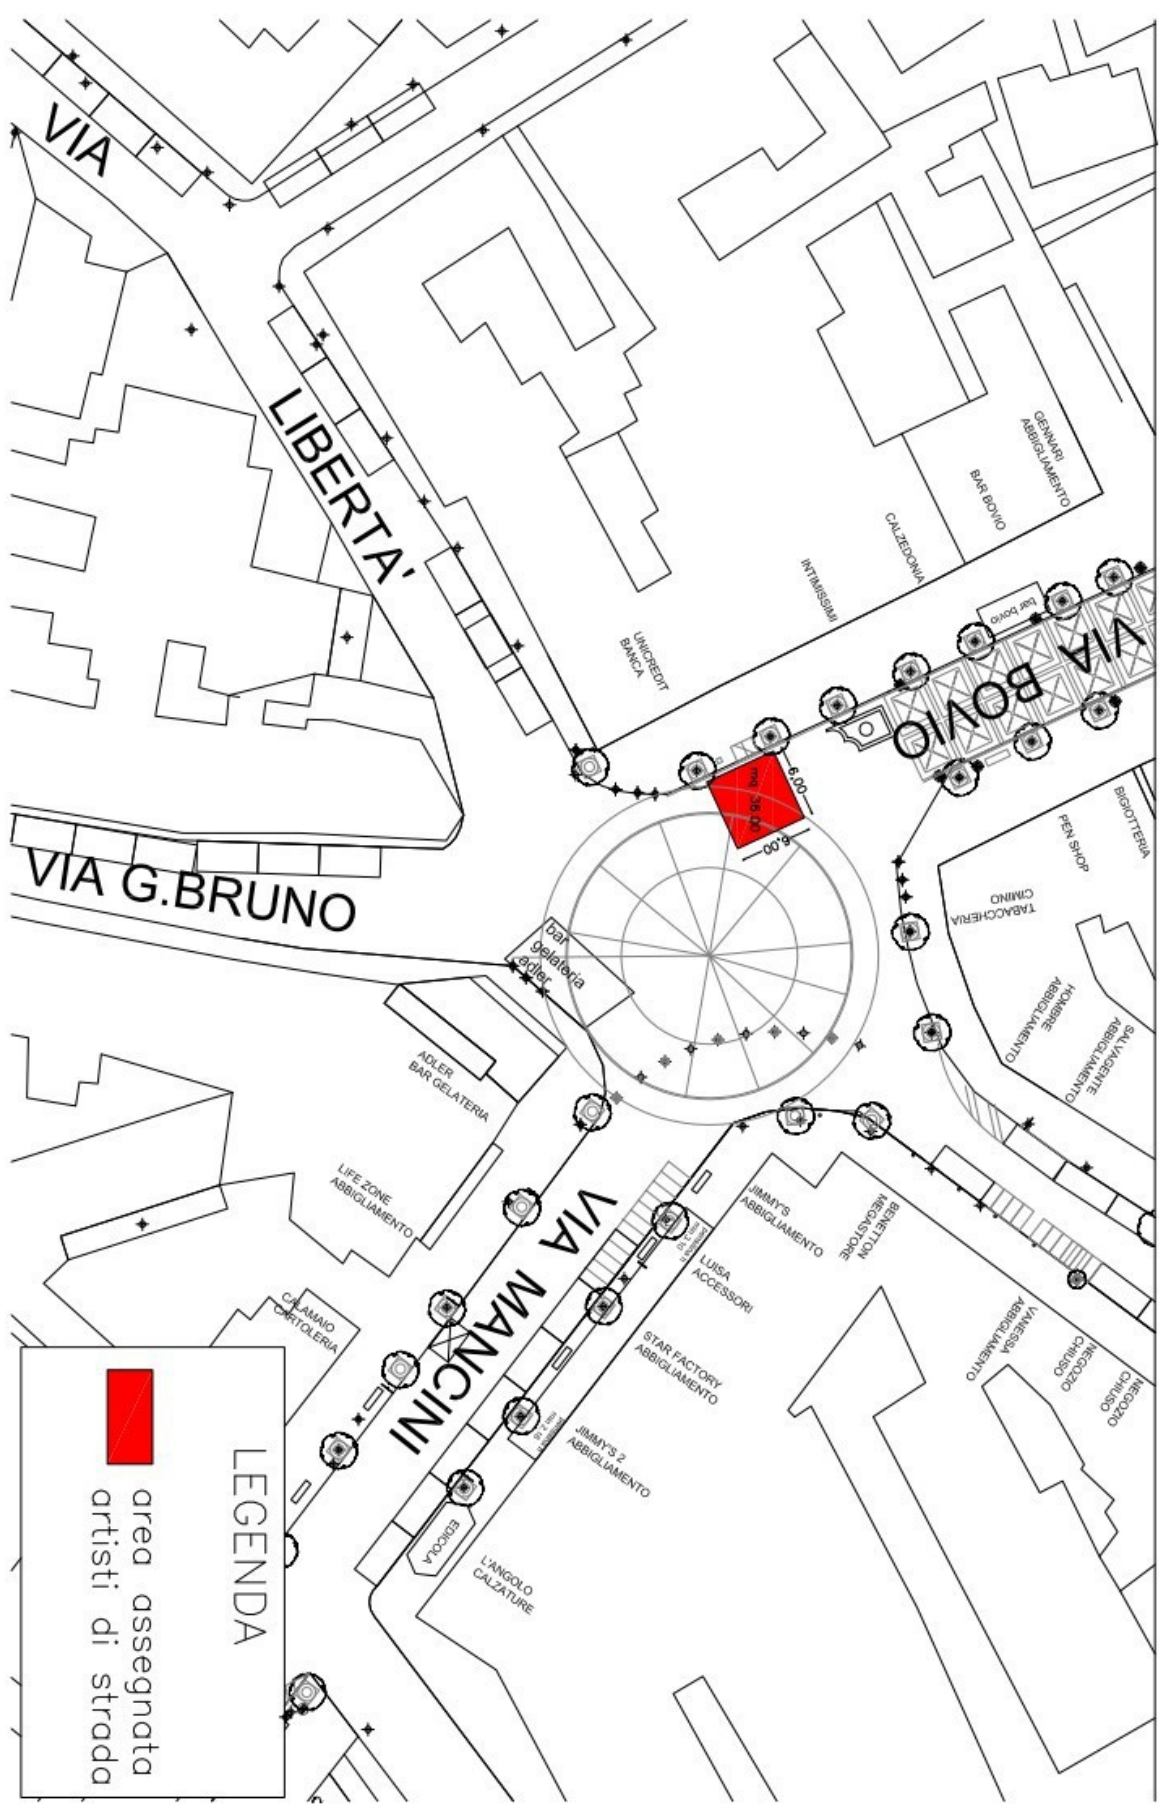 VIA
LIBERTA'
VIA G.BRUNO
VIA BOVIO
VIA MANCINI
GENNARI
ABBIGLIAMENTO
BAR BOVIO
CALZEDONIA
INTIMISSIMI
UNICREDIT
BANCA
bar bovio
6,00
mq. 36,00
6,00
BIGIOTTERIA
PEN SHOP
TABACCHERIA
CIMINO
HOMBRE
ABBIGLIAMENTO
SALVAGENTE
ABBIGLIAMENTO
bar
gelateria
adler
ADLER
BAR GELATERIA
LIFE ZONE
ABBIGLIAMENTO
CALAMAIO
CARTOLERIA
JIMMY'S
ABBIGLIAMENTO
BENETTON
MEGASTORE
LUISA
ACCESSORI
STAR FACTORY
ABBIGLIAMENTO
VANESSA
ABBIGLIAMENTO
NEGOZIO
CHIUSO
NEGOZIO
CHIUSO
JIMMY'S 2
ABBIGLIAMENTO
EDICOLA
L'ANGOLO
CALZATURE
LEGENDA
area assegnata
artisti di strada